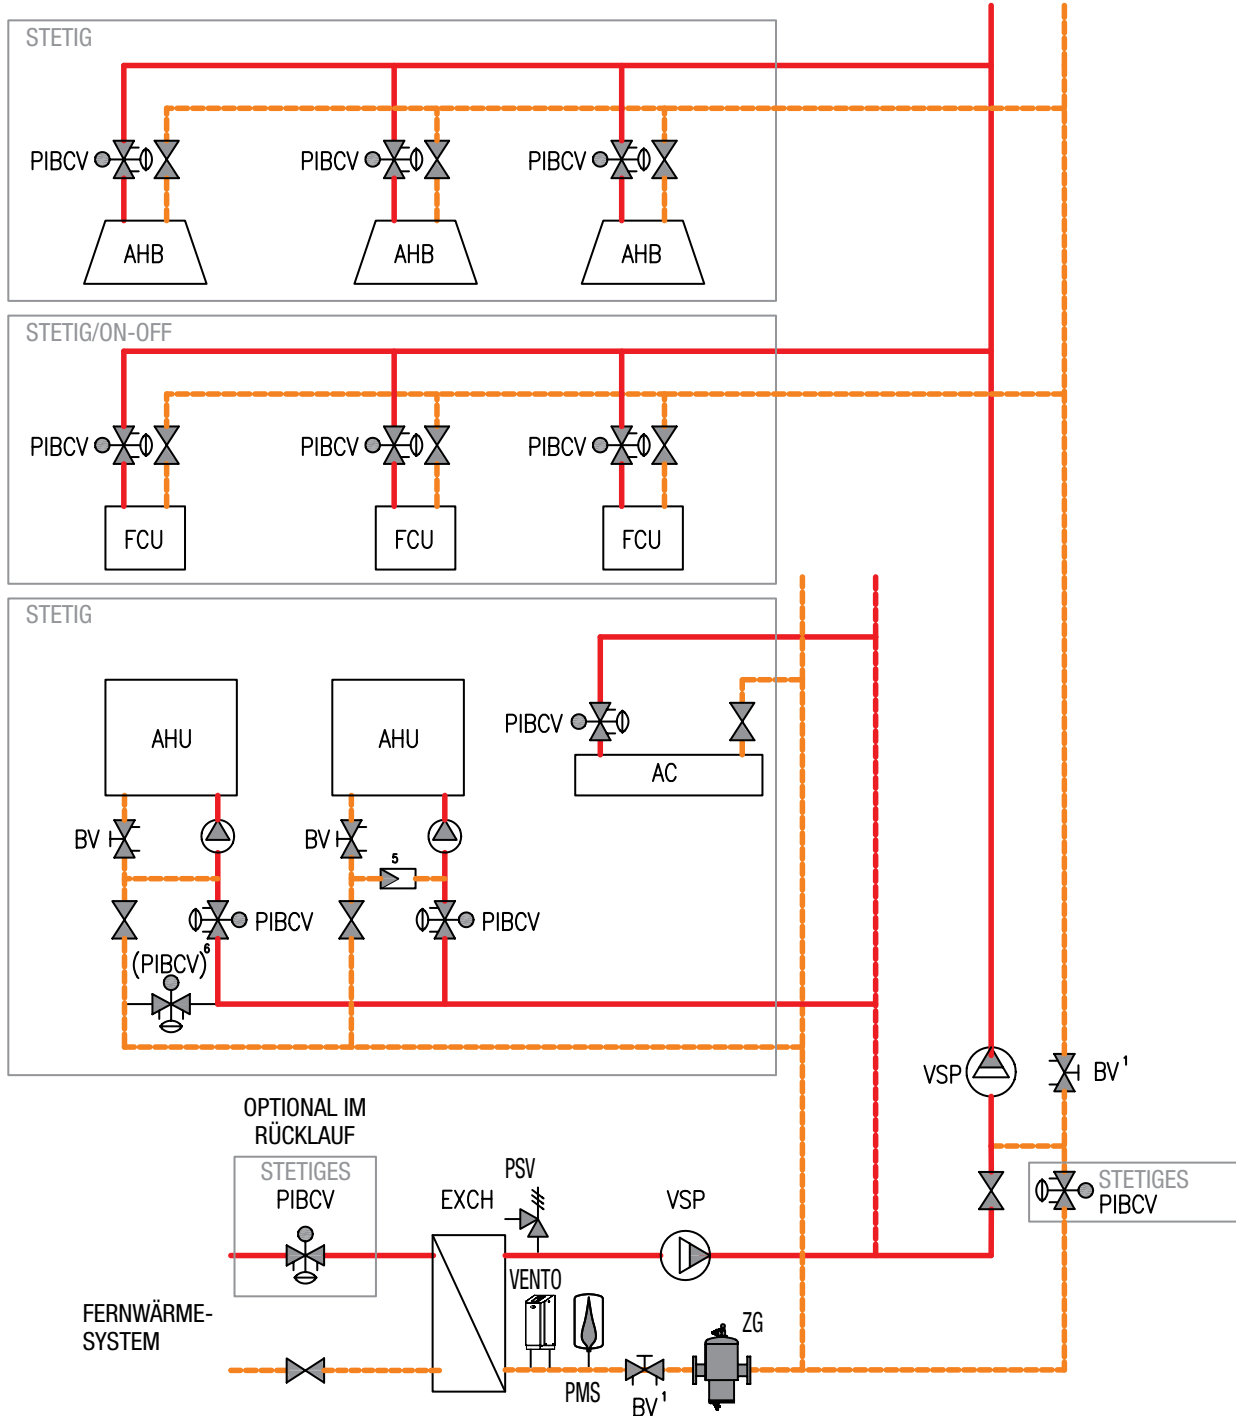 STETIG
PIBCV
PIBCV
PIBCV
AHB
AHB
AHB
STETIG/ON-OFF
PIBCV
PIBCV
PIBCV
FCU
FCU
FCU
STETIG
AHU
AHU
PIBCV
AC
BV
BV
5
PIBCV
PIBCV
(PIBCV)⁶
VSP
BV¹
OPTIONAL IM
RÜCKLAUF
STETIGES
PIBCV
EXCH
PSV
VSP
STETIGES
PIBCV
VENTO
FERNWÄRME-
SYSTEM
PMS
BV¹
ZG